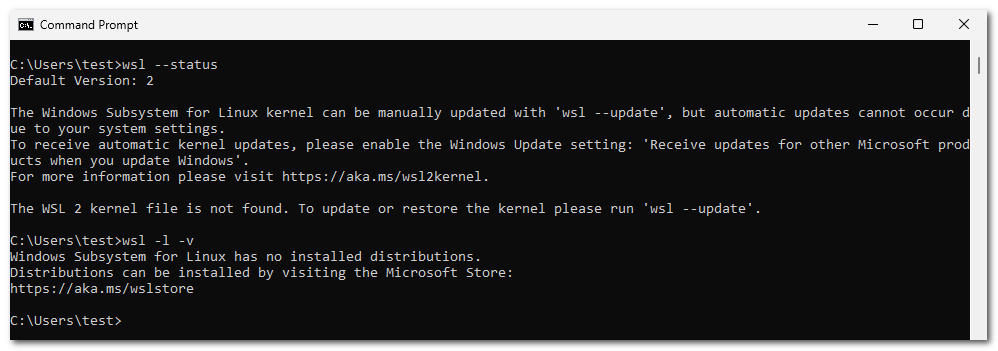 Command Prompt
C:\Users\test>wsl --status
Default Version: 2
The Windows Subsystem for Linux kernel can be manually updated with 'wsl --update', but automatic updates cannot occur d
ue to your system settings.
To receive automatic kernel updates, please enable the Windows Update setting: 'Receive updates for other Microsoft prod
ucts when you update Windows'.
For more information please visit https://aka.ms/wsl2kernel.
The WSL 2 kernel file is not found. To update or restore the kernel please run 'wsl --update'.
C:\Users\test>wsl -l -v
Windows Subsystem for Linux has no installed distributions.
Distributions can be installed by visiting the Microsoft Store:
https://aka.ms/wslstore
C:\Users\test>